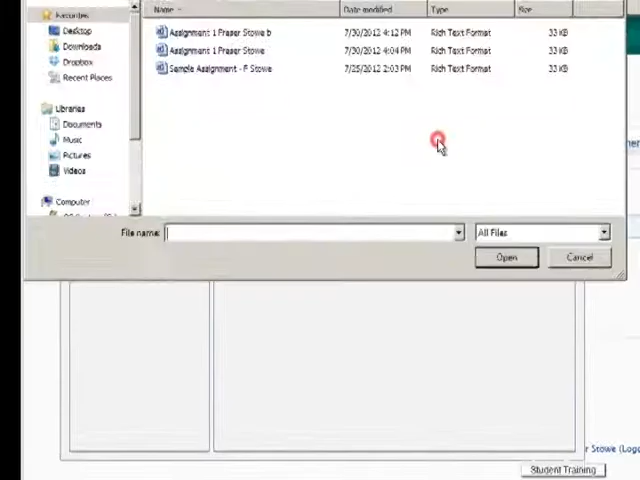 Favorites
Desktop
Downloads
Dropbox
Recent Places
Libraries
Documents
Music
Pictures
Videos
Computer
Name Date modified Type Size
Assignment 1 Fraser Stowe b 7/30/2012 4:12 PM Rich Text Format 33 KB
Assignment 1 Fraser Stowe 7/30/2012 4:04 PM Rich Text Format 33 KB
Sample Assignment - F Stowe 7/25/2012 2:03 PM Rich Text Format 33 KB
File name: All Files
Open Cancel
r Stowe (Logo
Student Training